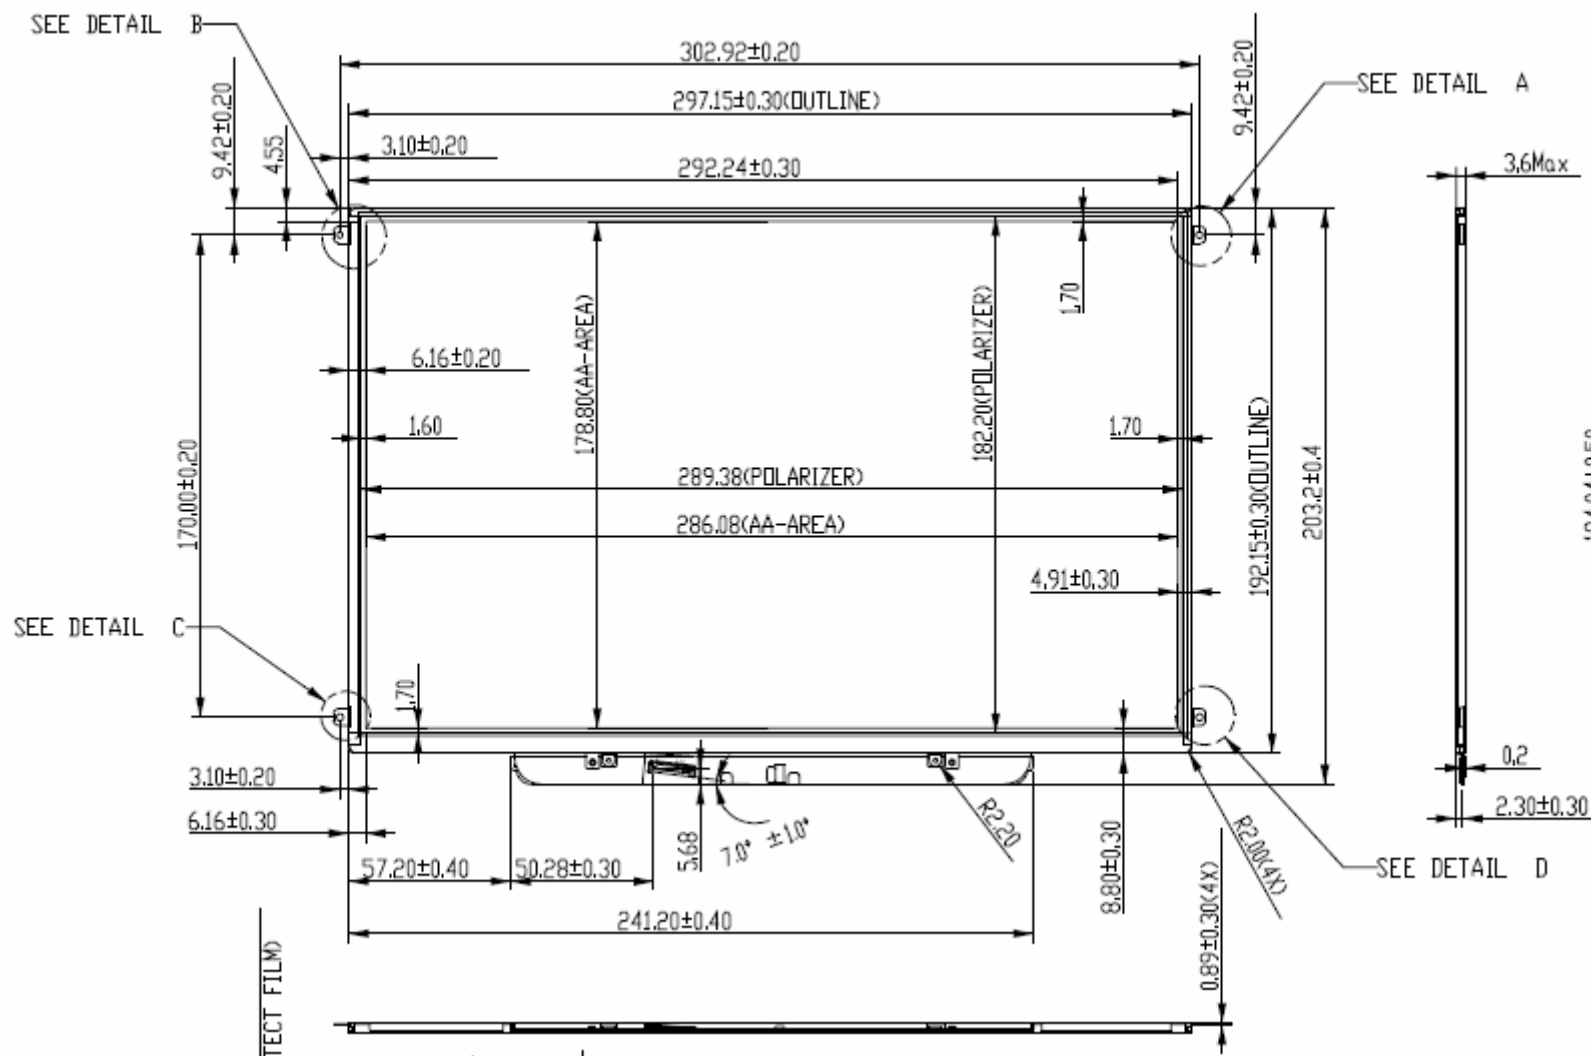 SEE DETAIL B
302.92±0.20
297.15±0.30(OUTLINE)
SEE DETAIL A
9.42±0.20
4.55
3.10±0.20
292.24±0.30
9.42±0.20
3.6Max
1.70
178.80(AA-AREA)
182.20(POLARIZER)
6.16±0.20
1.60
1.70
192.15±0.30(OUTLINE)
203.2±0.4
170.00±0.20
289.38(POLARIZER)
286.08(AA-AREA)
4.91±0.30
SEE DETAIL C
1.70
3.10±0.20
6.16±0.30
0.2
2.30±0.30
57.20±0.40
50.28±0.30
5.68
7.0° ±1.0°
R2.20
8.80±0.30
R2.00(4X)
SEE DETAIL D
241.20±0.40
0.89±0.30(4X)
TECT FILM)